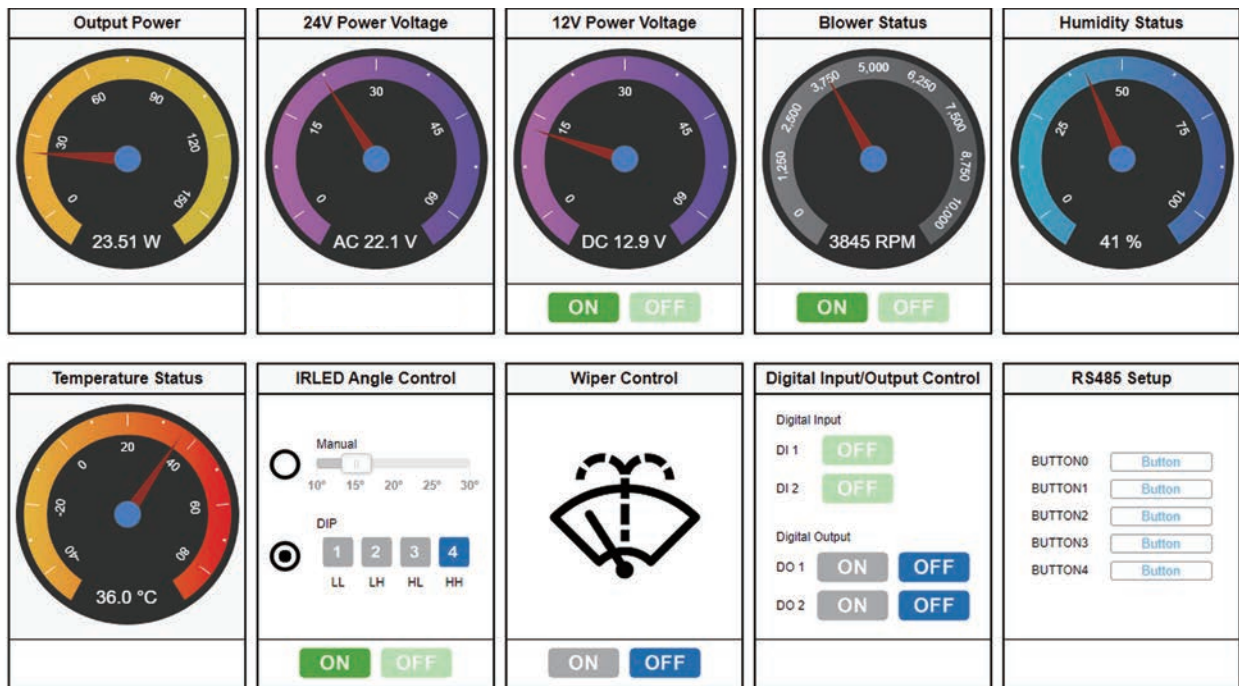 Output Power
0
30
60
90
120
150
23.51 W
24V Power Voltage
0
15
30
45
60
AC 22.1 V
12V Power Voltage
0
15
30
45
60
DC 12.9 V
ON OFF
Blower Status
0
1,250
2,500
3,750
5,000
6,250
7,500
8,750
10,000
3845 RPM
ON OFF
Humidity Status
0
25
50
75
100
41 %
Temperature Status
-40
-20
0
20
40
60
80
36.0 °C
IRLED Angle Control
Manual
10° 15° 20° 25° 30°
DIP
1 2 3 4
LL LH HL HH
ON OFF
Wiper Control
ON OFF
Digital Input/Output Control
Digital Input
DI 1 OFF
DI 2 OFF
Digital Output
DO 1 ON OFF
DO 2 ON OFF
RS485 Setup
BUTTON0 Button
BUTTON1 Button
BUTTON2 Button
BUTTON3 Button
BUTTON4 Button